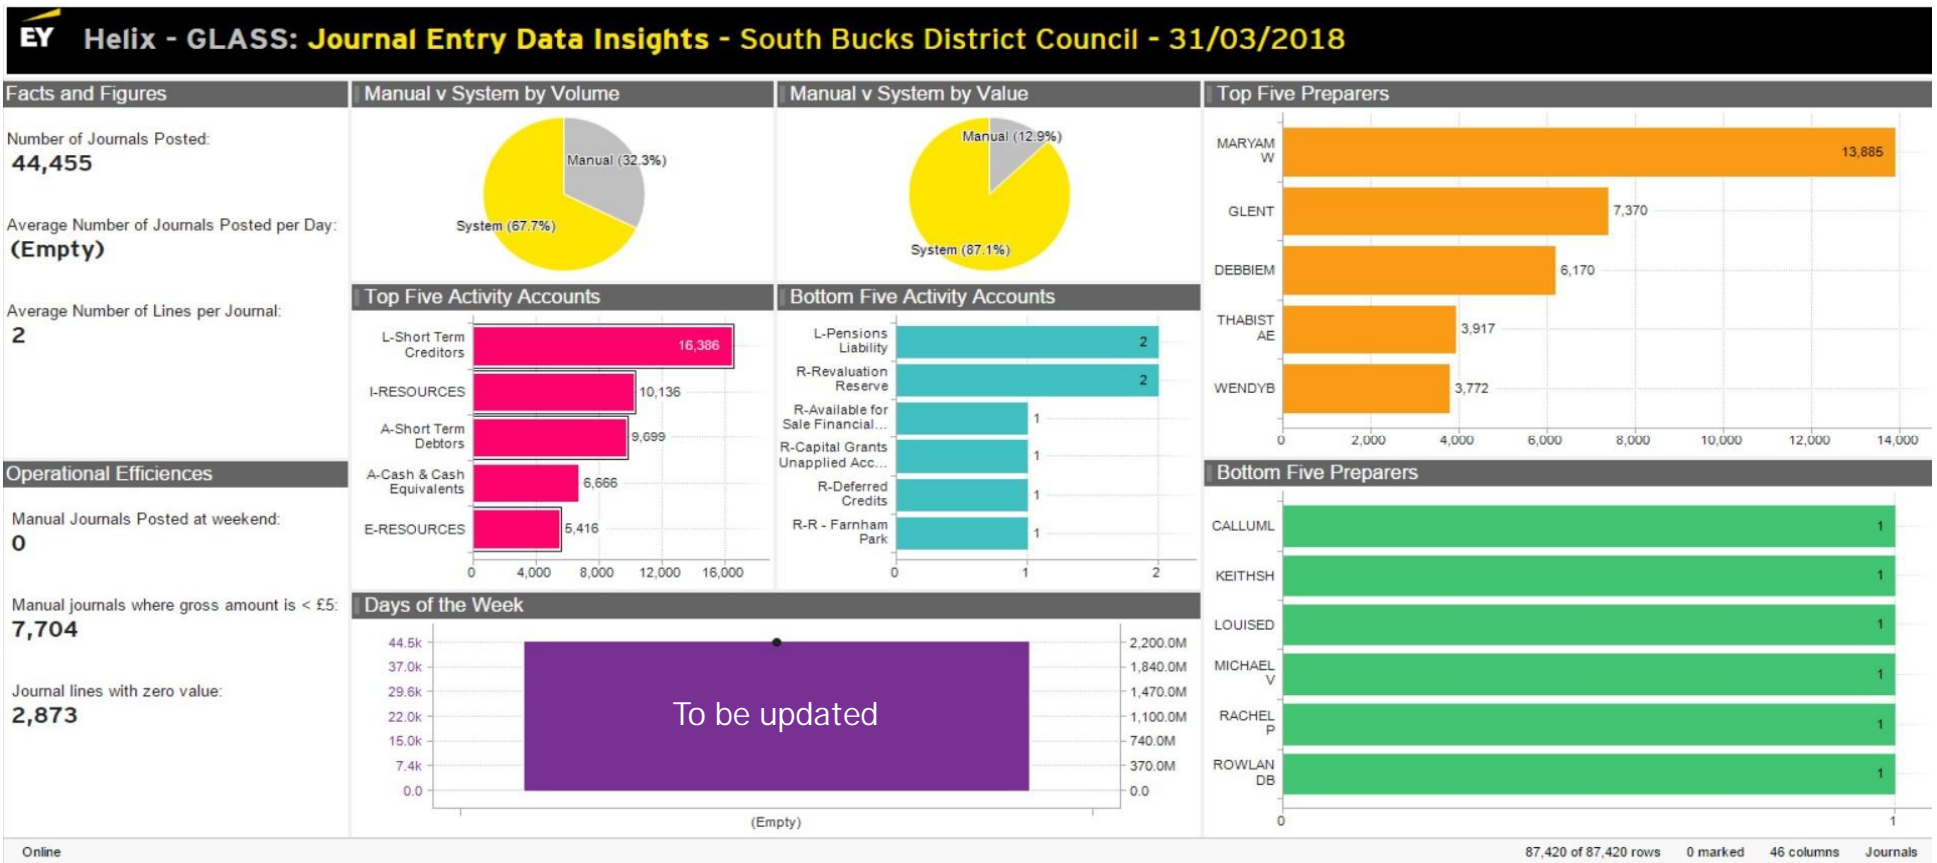 EY Helix - GLASS: Journal Entry Data Insights - South Bucks District Council - 31/03/2018
Facts and Figures
Number of Journals Posted:
44,455
Average Number of Journals Posted per Day:
(Empty)
Average Number of Lines per Journal:
2
Operational Efficiences
Manual Journals Posted at weekend:
0
Manual journals where gross amount is < £5:
7,704
Journal lines with zero value:
2,873
Manual v System by Volume
Manual (32.3%)
System (67.7%)
Manual v System by Value
Manual (12.9%)
System (87.1%)
Top Five Activity Accounts
L-Short Term
Creditors
16,386
I-RESOURCES
10,136
A-Short Term
Debtors
9,699
A-Cash & Cash
Equivalents
6,666
E-RESOURCES
5,416
0 4,000 8,000 12,000 16,000
Bottom Five Activity Accounts
L-Pensions
Liability
2
R-Revaluation
Reserve
2
R-Available for
Sale Financial...
1
R-Capital Grants
Unapplied Acc...
1
R-Deferred
Credits
1
R-R - Farnham
Park
1
0 1 2
Days of the Week
44.5k
37.0k
29.6k
22.0k
15.0k
7.4k
0.0
To be updated
2,200.0M
1,840.0M
1,470.0M
1,100.0M
740.0M
370.0M
0.0
(Empty)
Top Five Preparers
MARYAM
W
13,885
GLENT
7,370
DEBBIEM
6,170
THABIST
AE
3,917
WENDYB
3,772
0 2,000 4,000 6,000 8,000 10,000 12,000 14,000
Bottom Five Preparers
CALLUML
1
KEITHSH
1
LOUISED
1
MICHAEL
V
1
RACHEL
P
1
ROWLAN
DB
1
0 1
Online 87,420 of 87,420 rows 0 marked 46 columns Journals